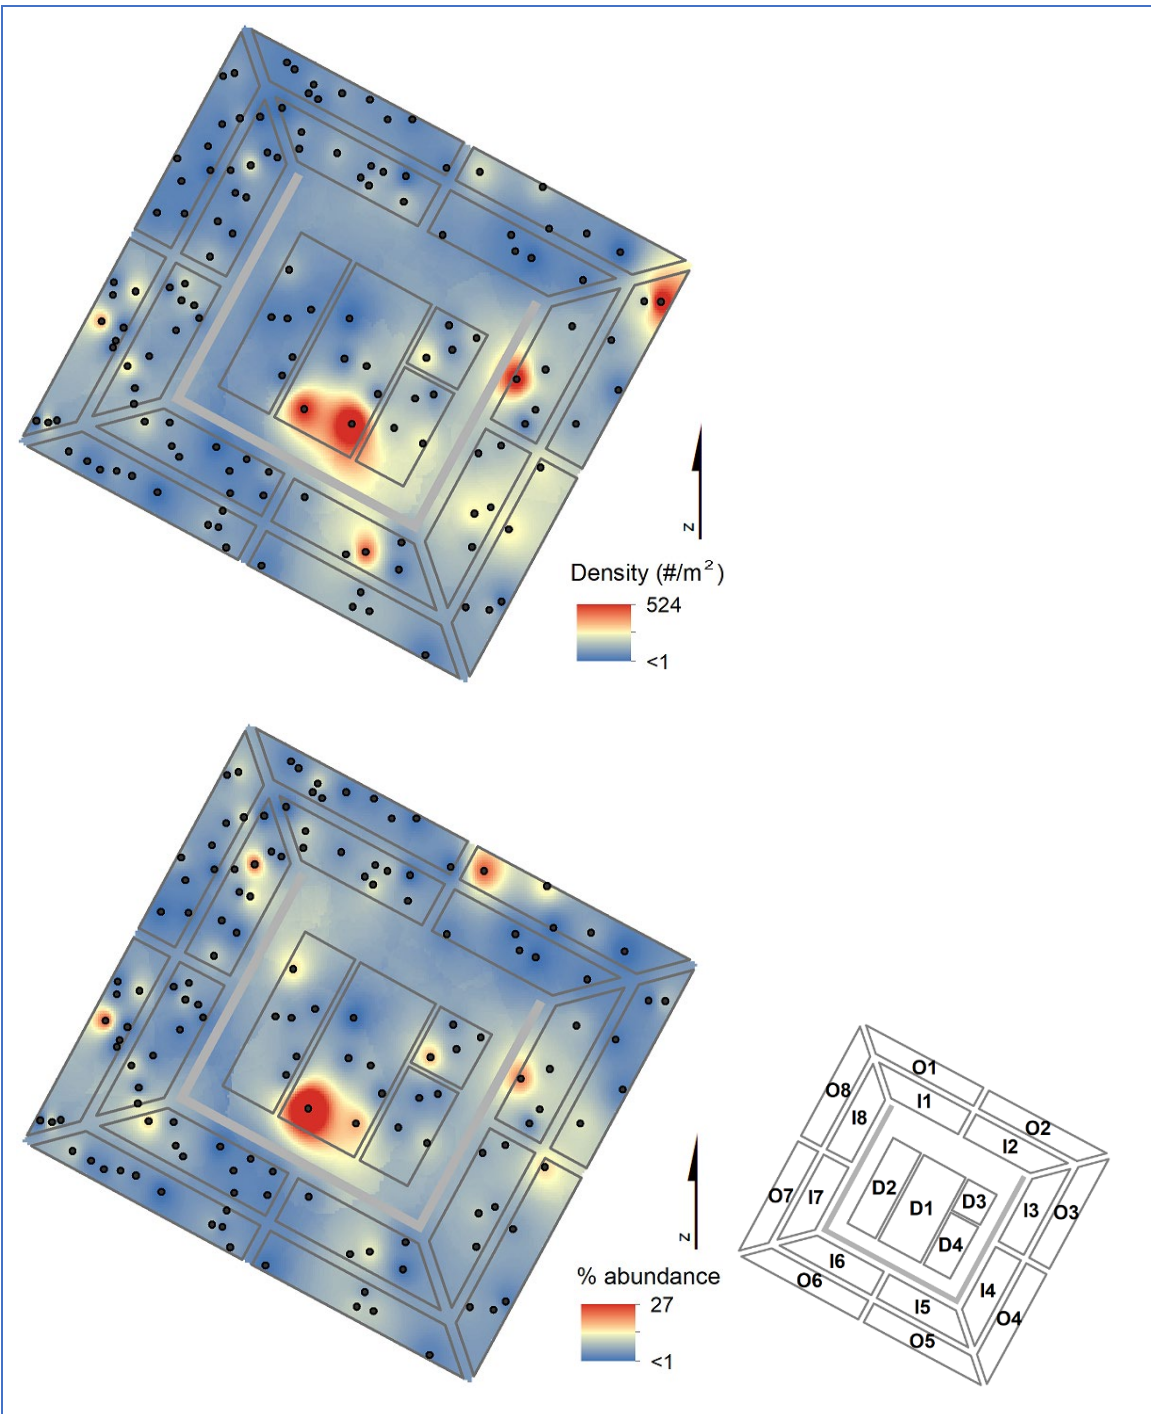 z
Density (#/m²)
524
<1
z
% abundance
27
<1
O1
O8
I1
O2
I8
I2
D2
D3
O7
I7
D1
I3
O3
D4
I6
O6
I5
I4
O4
O5